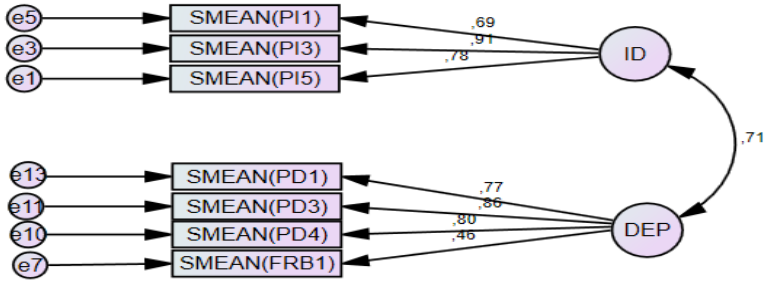 e5 SMEAN(PI1) ,69
e3 SMEAN(PI3) ,91 ID
e1 SMEAN(PI5) ,78
,71
e13 SMEAN(PD1) ,77
e11 SMEAN(PD3) ,86
e10 SMEAN(PD4) ,80 DEP
e7 SMEAN(FRB1) ,46